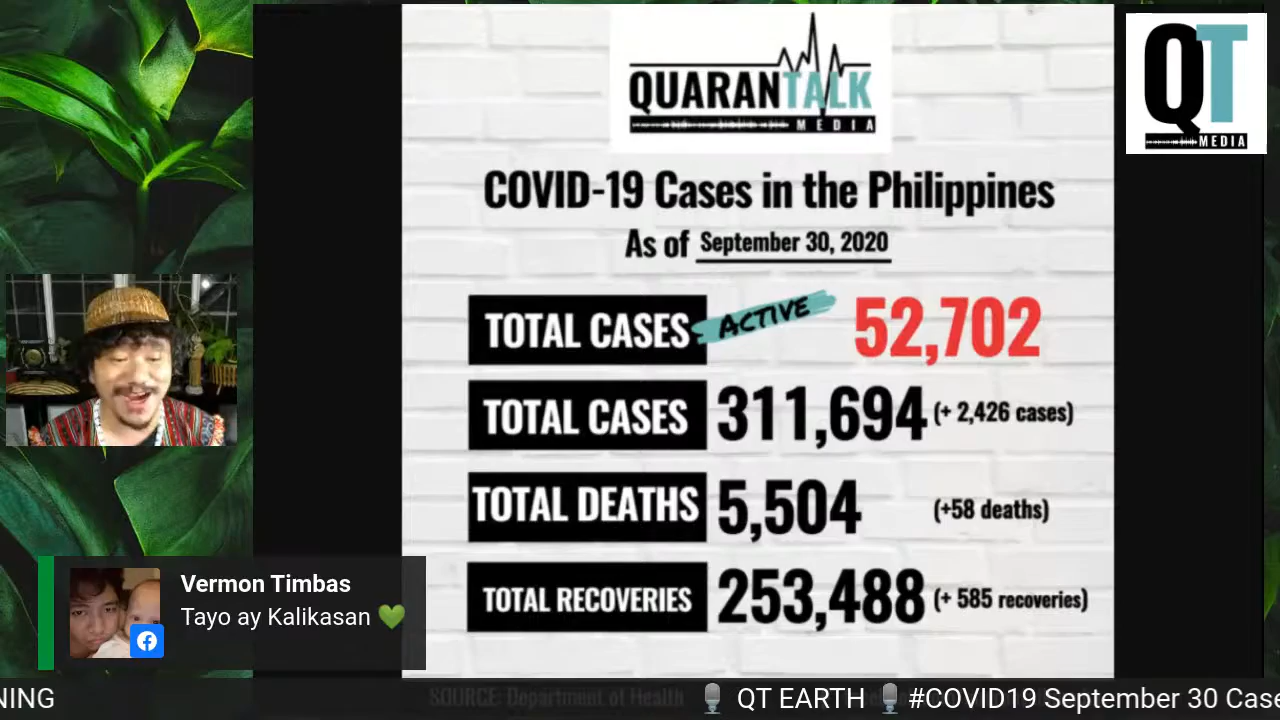 QUARANTALK
MEDIA
QT
MEDIA
COVID-19 Cases in the Philippines
As of September 30, 2020
TOTAL CASES ACTIVE 52,702
TOTAL CASES 311,694 (+ 2,426 cases)
TOTAL DEATHS 5,504 (+58 deaths)
TOTAL RECOVERIES 253,488 (+ 585 recoveries)
Vermon Timbas
Tayo ay Kalikasan 💚
SOURCE: Department of Health
NING 🎙️ QT EARTH 🎙️ #COVID19 September 30 Case